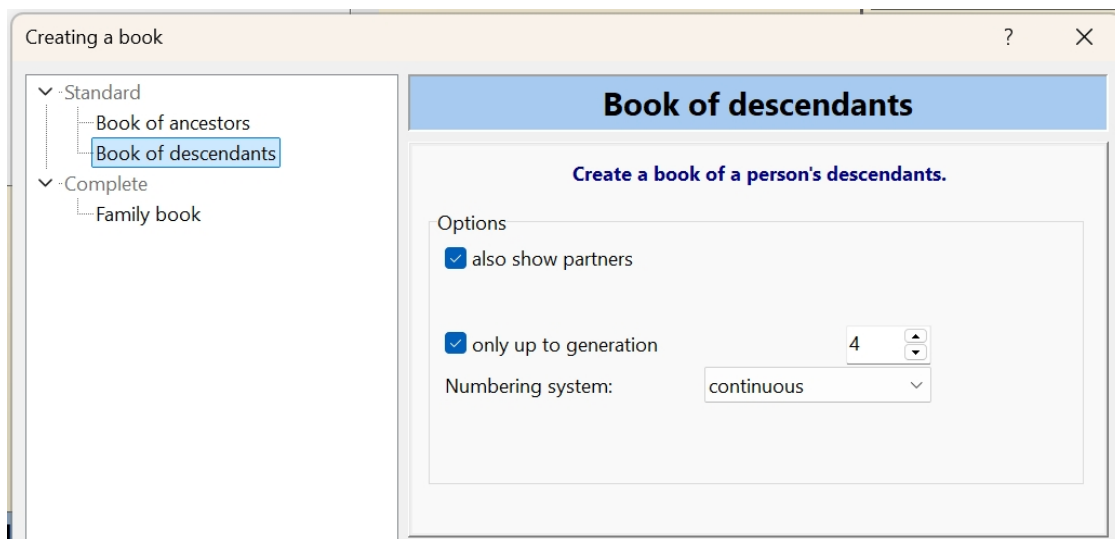 Creating a book ?
Standard
Book of ancestors
Book of descendants
Complete
Family book
Book of descendants
Create a book of a person's descendants.
Options
also show partners
only up to generation 4
Numbering system: continuous